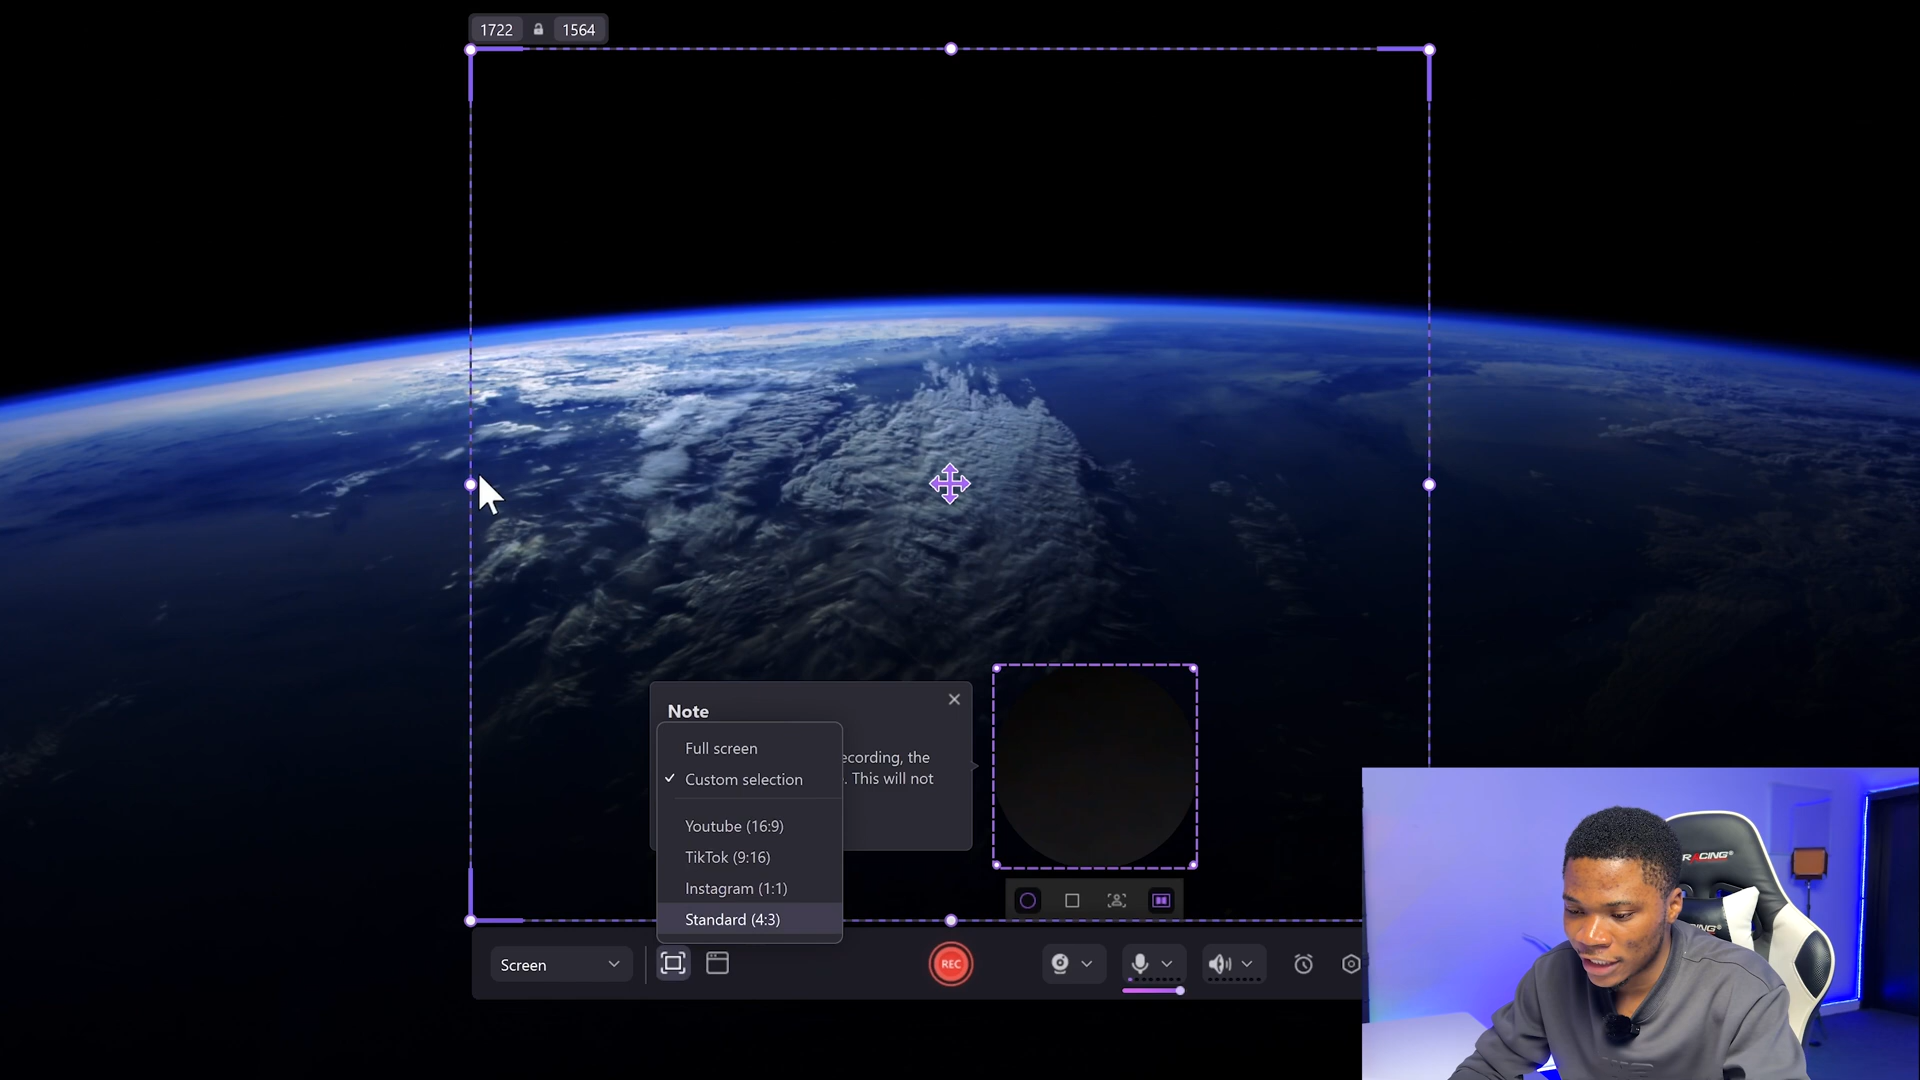 1722 1564
Note
ecording, the
. This will not
Full screen
Custom selection
Youtube (16:9)
TikTok (9:16)
Instagram (1:1)
Standard (4:3)
Screen
REC
RACING